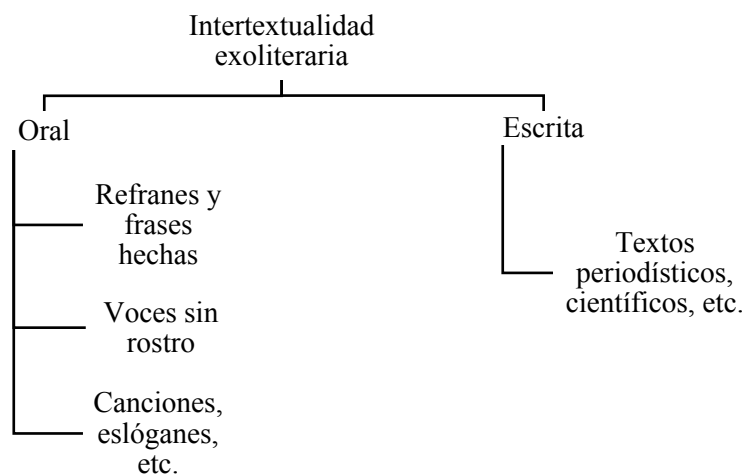 Intertextualidad
exoliteraria
Oral
Escrita
Refranes y
frases
hechas
Textos
periodísticos,
científicos, etc.
Voces sin
rostro
Canciones,
eslóganes,
etc.